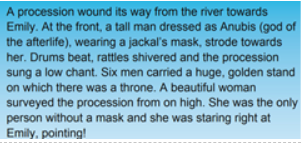 A procession wound its way from the river towards
Emily. At the front, a tall man dressed as Anubis (god of
the afterlife), wearing a jackal's mask, strode towards
her. Drums beat, rattles shivered and the procession
sung a low chant. Six men carried a huge, golden stand
on which there was a throne. A beautiful woman
surveyed the procession from on high. She was the only
person without a mask and she was staring right at
Emily, pointing!